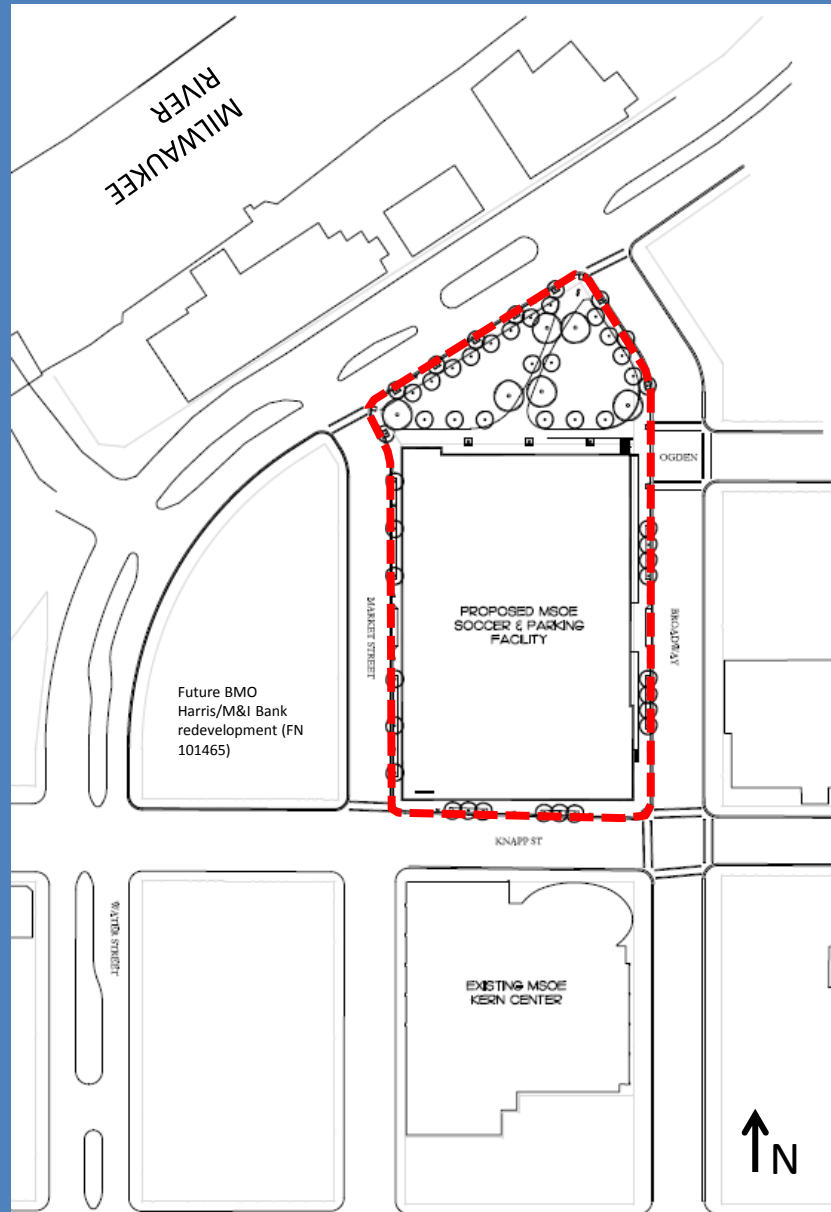 MILWAUKEE
RIVER
OGDEN
PROPOSED MSOE
SOCCER & PARKING
FACILITY
MARKET STREET
BROADWAY
Future BMO
Harris/M&I Bank
redevelopment (FN
101465)
KNAPP ST
WATER STREET
EXISTING MSOE
KERN CENTER
N